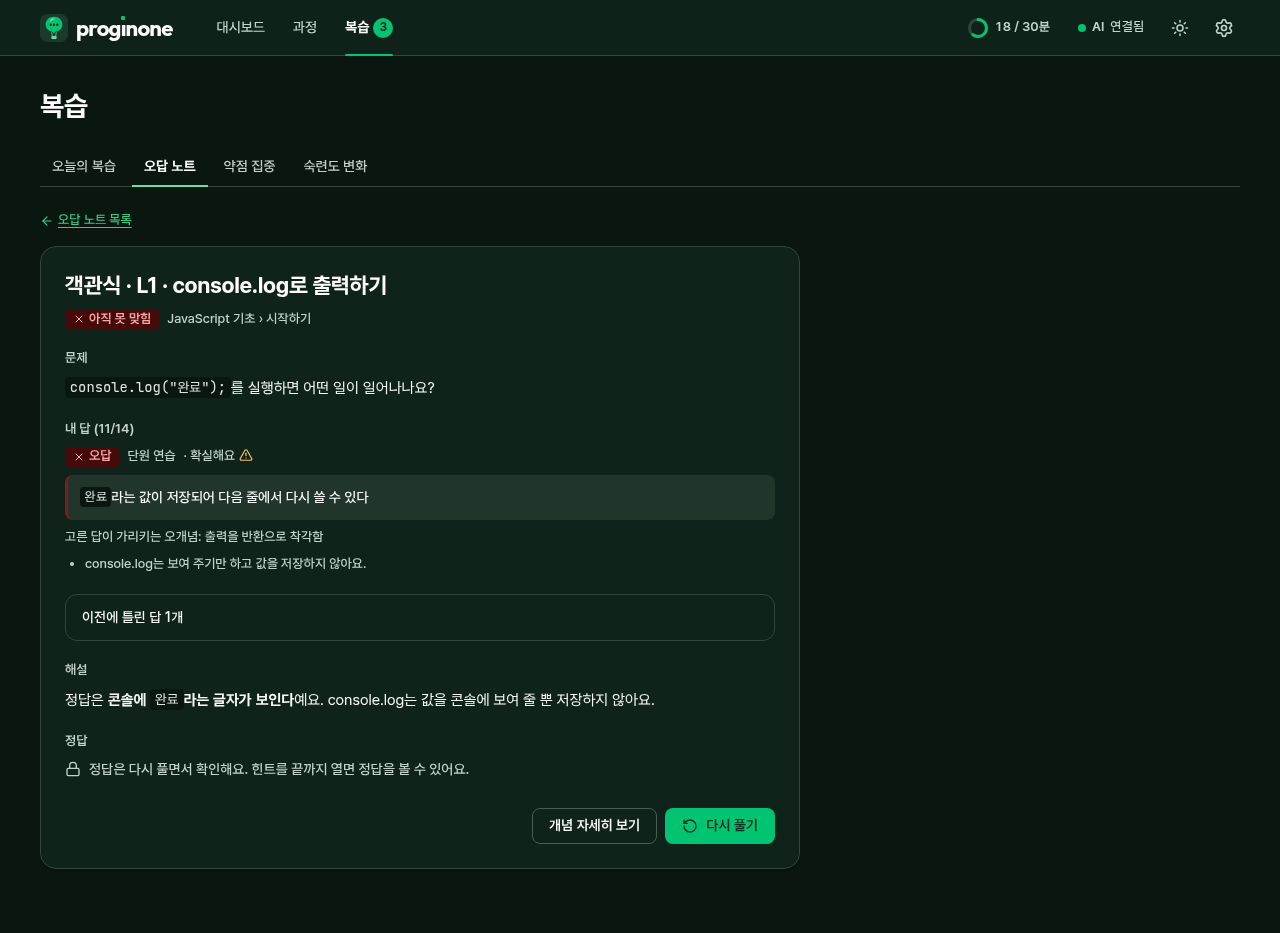 proginone
대시보드
과정
복습 3
18 / 30분
AI 연결됨
복습
오늘의 복습
오답 노트
약점 집중
숙련도 변화
← 오답 노트 목록
객관식 · L1 · console.log로 출력하기
× 아직 못 맞힘 JavaScript 기초 › 시작하기
문제
console.log("완료"); 를 실행하면 어떤 일이 일어나나요?
내 답 (11/14)
× 오답 단원 연습 · 확실해요
완료 라는 값이 저장되어 다음 줄에서 다시 쓸 수 있다
고른 답이 가리키는 오개념: 출력을 반환으로 착각함
• console.log는 보여 주기만 하고 값을 저장하지 않아요.
이전에 틀린 답 1개
해설
정답은 콘솔에 완료 라는 글자가 보인다예요. console.log는 값을 콘솔에 보여 줄 뿐 저장하지 않아요.
정답
정답은 다시 풀면서 확인해요. 힌트를 끝까지 열면 정답을 볼 수 있어요.
개념 자세히 보기
다시 풀기